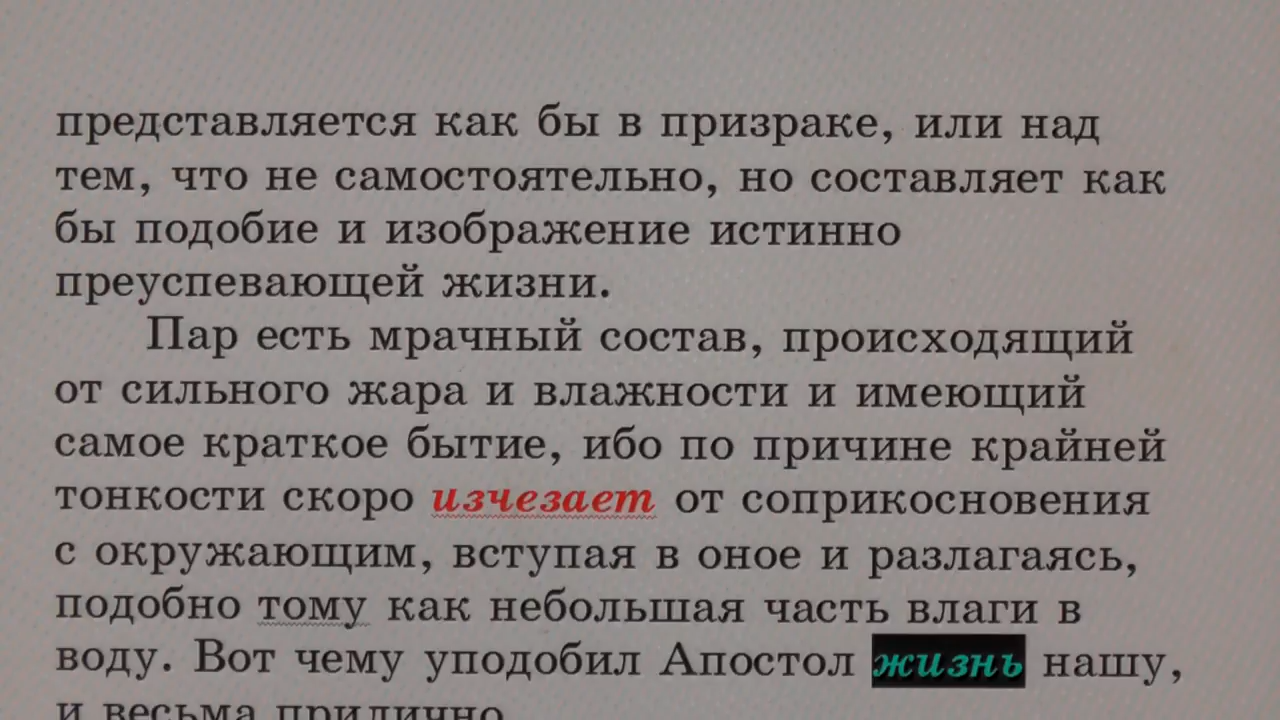 представляется как бы в призраке, или над
тем, что не самостоятельно, но составляет как
бы подобие и изображение истинно
преуспевающей жизни.
Пар есть мрачный состав, происходящий
от сильного жара и влажности и имеющий
самое краткое бытие, ибо по причине крайней
тонкости скоро изчезает от соприкосновения
с окружающим, вступая в оное и разлагаясь,
подобно тому как небольшая часть влаги в
воду. Вот чему уподобил Апостол жизнь нашу,
и весьма прилично